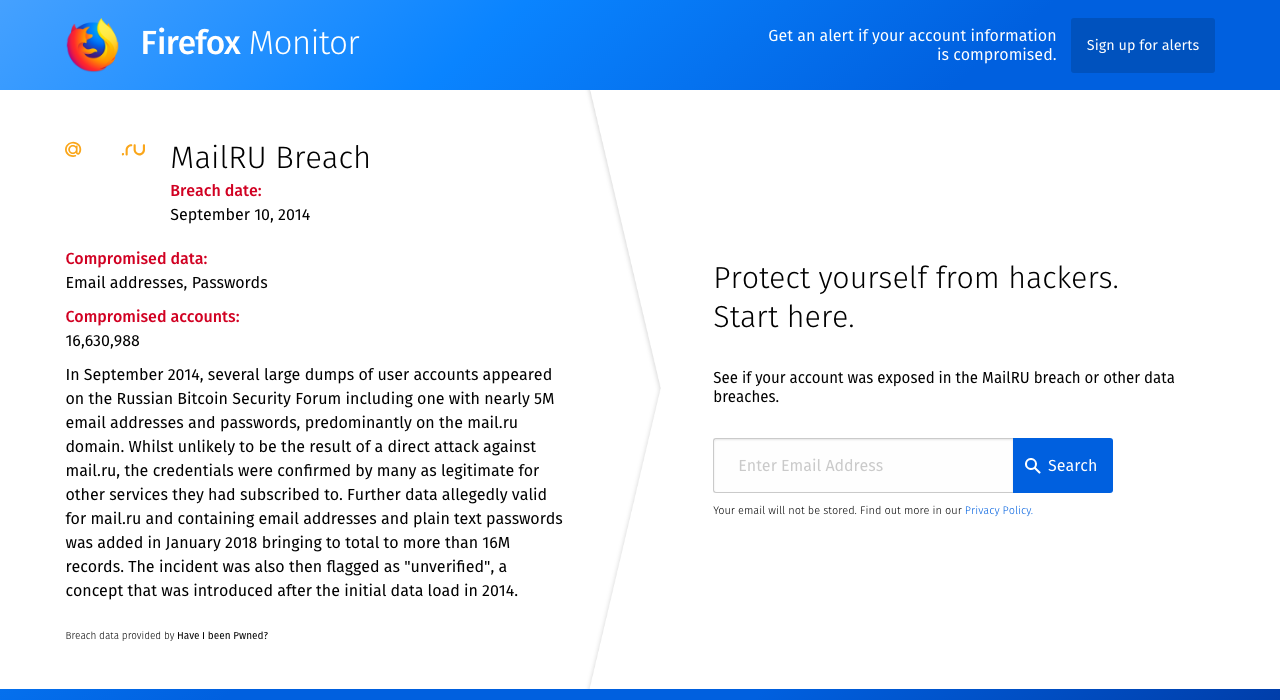 Firefox Monitor
Get an alert if your account information
is compromised.
Sign up for alerts
@ .ru
MailRU Breach
Breach date:
September 10, 2014
Compromised data:
Email addresses, Passwords
Compromised accounts:
16,630,988
In September 2014, several large dumps of user accounts appeared
on the Russian Bitcoin Security Forum including one with nearly 5M
email addresses and passwords, predominantly on the mail.ru
domain. Whilst unlikely to be the result of a direct attack against
mail.ru, the credentials were confirmed by many as legitimate for
other services they had subscribed to. Further data allegedly valid
for mail.ru and containing email addresses and plain text passwords
was added in January 2018 bringing to total to more than 16M
records. The incident was also then flagged as "unverified", a
concept that was introduced after the initial data load in 2014.
Breach data provided by Have I been Pwned?
Protect yourself from hackers.
Start here.
See if your account was exposed in the MailRU breach or other data
breaches.
Enter Email Address
Search
Your email will not be stored. Find out more in our Privacy Policy.